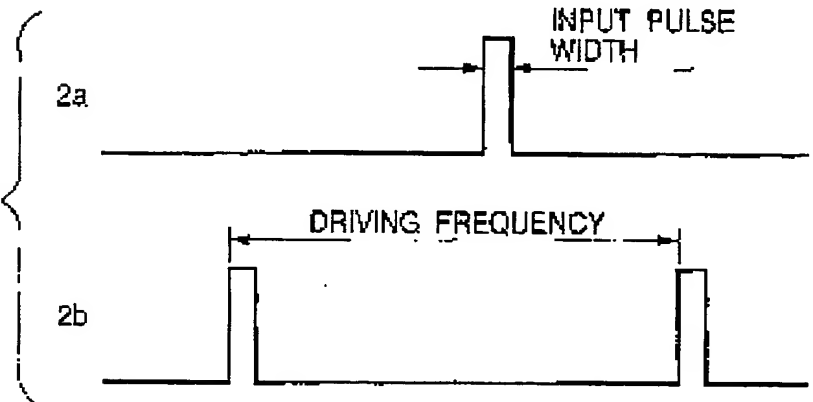 INPUT PULSE
WIDTH
2a
DRIVING FREQUENCY
2b